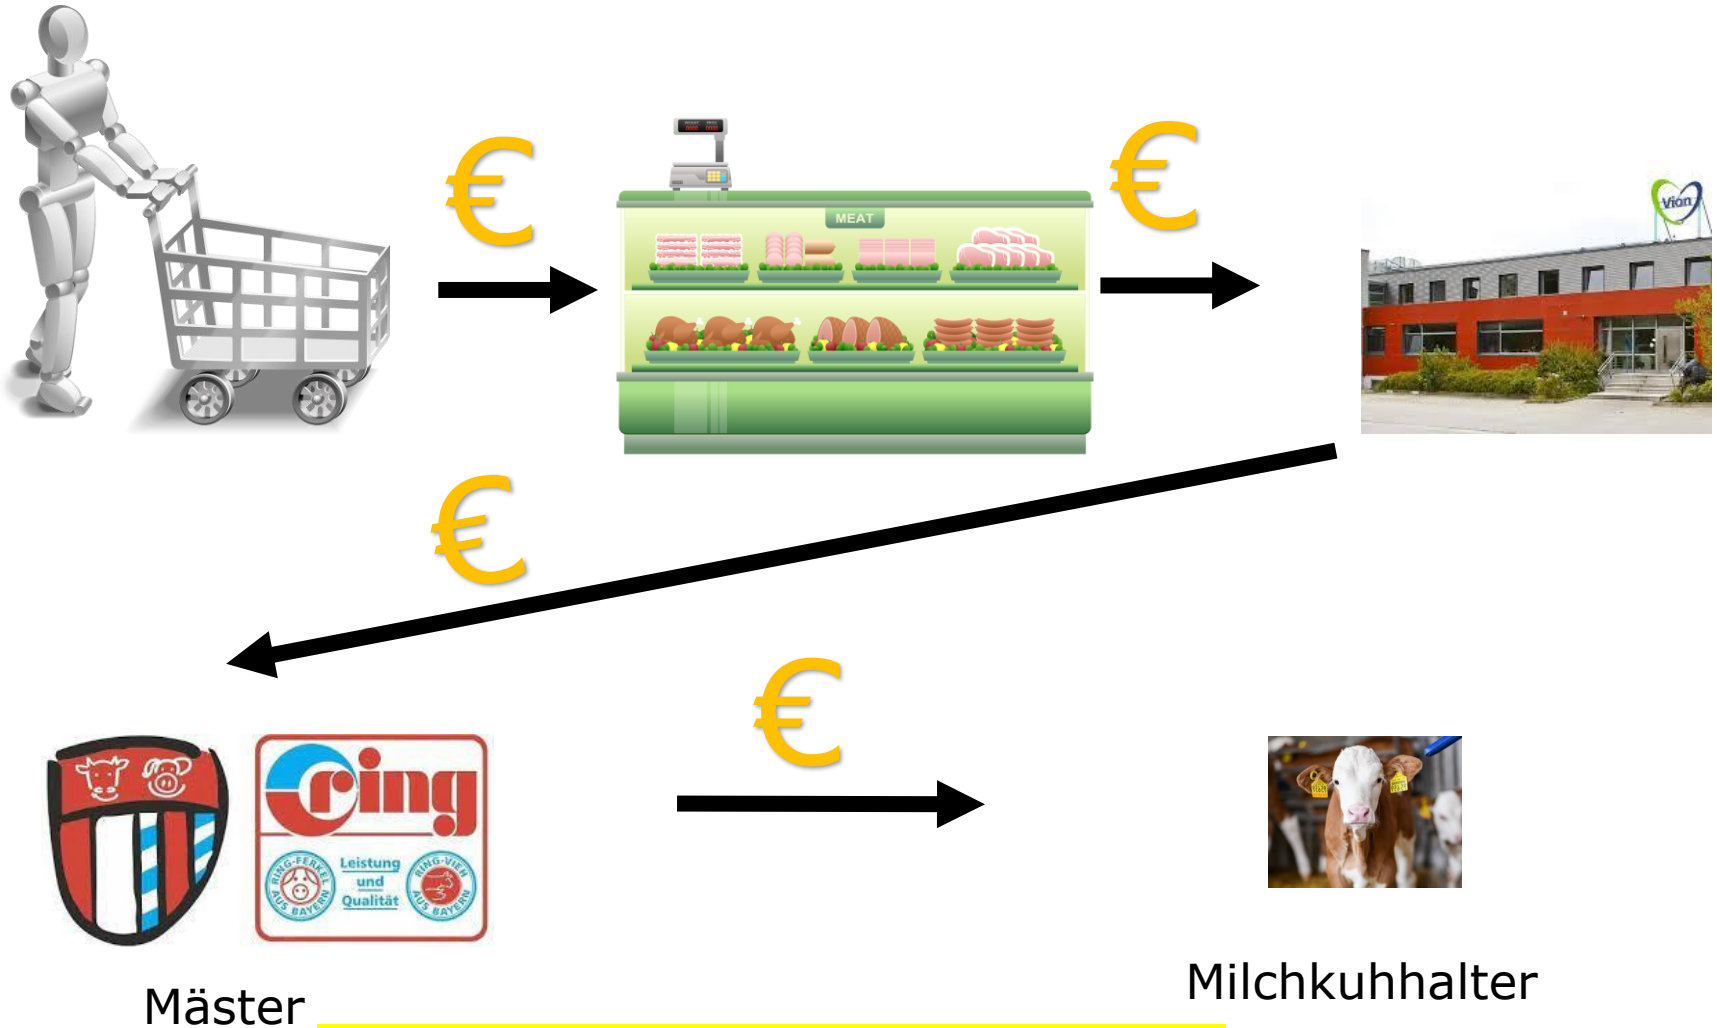 €
€
MEAT
Vion
€
€
ring
RING-FERKEL AUS BAYERN
Leistung
und
Qualität
RING-VIEH AUS BAYERN
Milchkuhhalter
Mäster